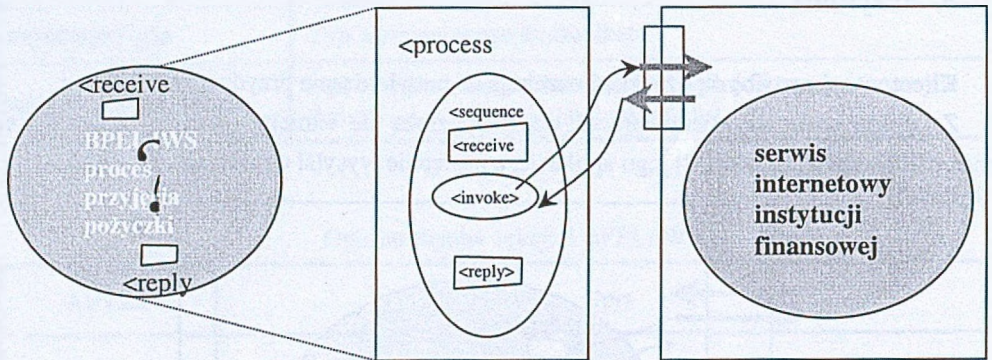 <receive
BPEL4WS
proces
przyjęcia
pożyczki
<reply
<process
<sequence
<receive
<invoke>
<reply>
serwis
internetowy
instytucji
finansowej